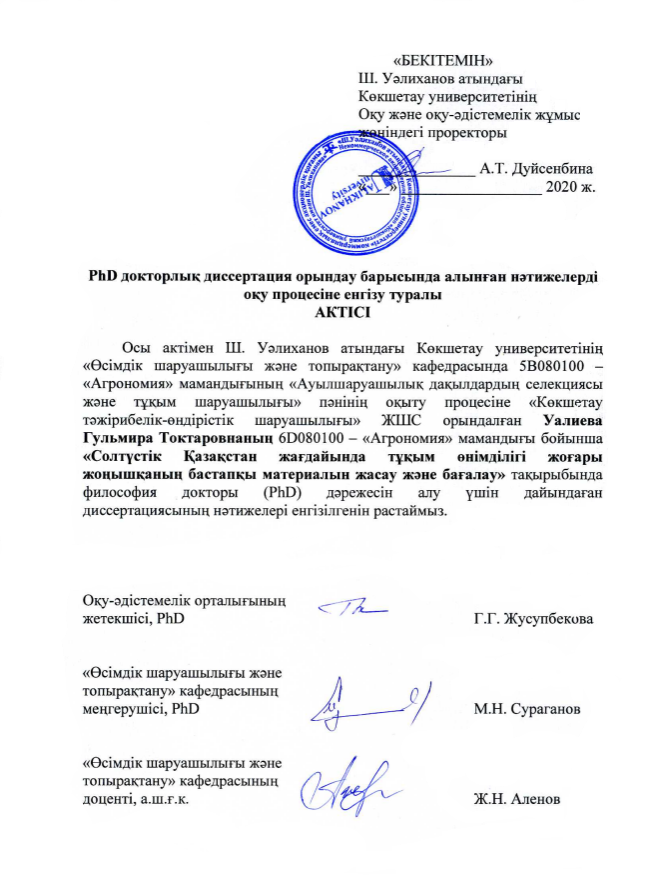 «БЕКІТЕМІН»
Ш. Уәлиханов атындағы
Көкшетау университетінің
Оқу және оқу-әдістемелік жұмыс
жөніндегі проректоры
______________ А.Т. Дуйсенбина
«___» __________________ 2020 ж.
UALIKHANOV
University
PhD докторлық диссертация орындау барысында алынған нәтижелерді
оқу процесіне енгізу туралы
АКТІСІ
Осы актімен Ш. Уәлиханов атындағы Көкшетау университетінің
«Өсімдік шаруашылығы және топырақтану» кафедрасында 5В080100 –
«Агрономия» мамандығының «Ауылшаруашылық дақылдардың селекциясы
және тұқым шаруашылығы» пәнінің оқыту процесіне «Көкшетау
тәжірибелік-өндірістік шаруашылығы» ЖШС орындалған Уалиева
Гульмира Токтаровнаның 6D080100 – «Агрономия» мамандығы бойынша
«Солтүстік Қазақстан жағдайында тұқым өнімділігі жоғары
жоңышқаның бастапқы материалын жасау және бағалау» тақырыбында
философия докторы (PhD) дәрежесін алу үшін дайындаған
диссертациясының нәтижелері енгізілгенін растаймыз.
Оқу-әдістемелік орталығының
жетекшісі, PhD Г.Г. Жусупбекова
«Өсімдік шаруашылығы және
топырақтану» кафедрасының
меңгерушісі, PhD М.Н. Сураганов
«Өсімдік шаруашылығы және
топырақтану» кафедрасының
доценті, а.ш.ғ.к. Ж.Н. Аленов